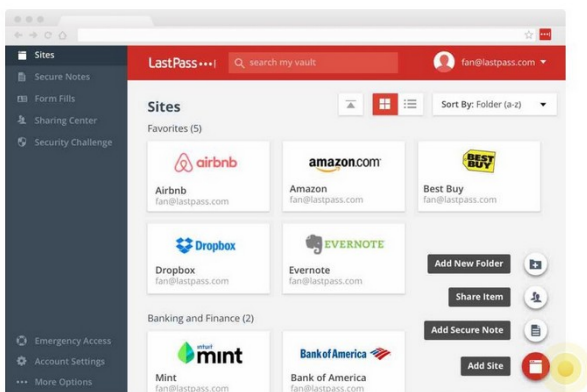 Sites
Secure Notes
Form Fills
Sharing Center
Security Challenge
Emergency Access
Account Settings
More Options
LastPass•••|
search my vault
fan@lastpass.com
Sites
Sort By: Folder (a-z)
Favorites (5)
airbnb
amazon.com
BEST BUY
Airbnb
Amazon
Best Buy
fan@lastpass.com
fan@lastpass.com
fan@lastpass.com
Dropbox
EVERNOTE
Dropbox
Evernote
fan@lastpass.com
fan@lastpass.com
Add New Folder
Share Item
Add Secure Note
Add Site
Banking and Finance (2)
intuit
mint
Bank of America
Mint
Bank of America
fan@lastpass.com
fan@lastpass.com